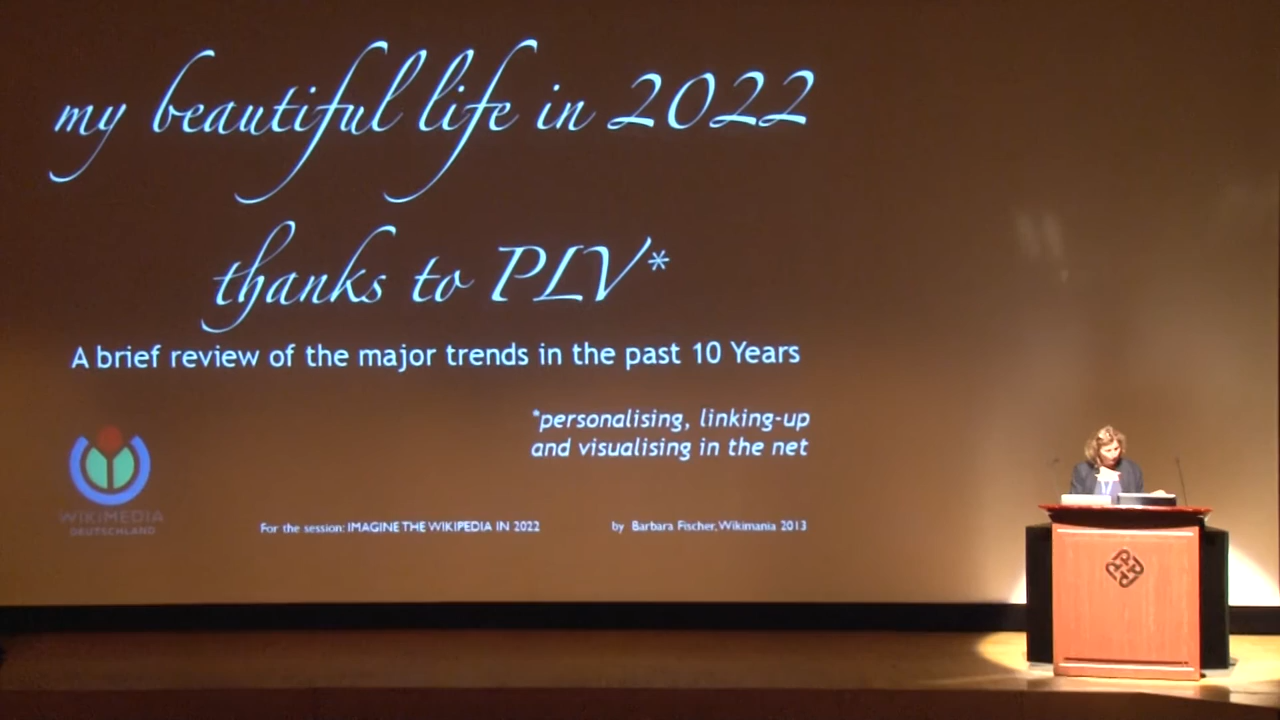 my beautiful life in 2022
thanks to PLV*
A brief review of the major trends in the past 10 Years
*personalising, linking-up
and visualising in the net
WIKIMEDIA
DEUTSCHLAND
For the session: IMAGINE THE WIKIPEDIA IN 2022
by Barbara Fischer, Wikimania 2013